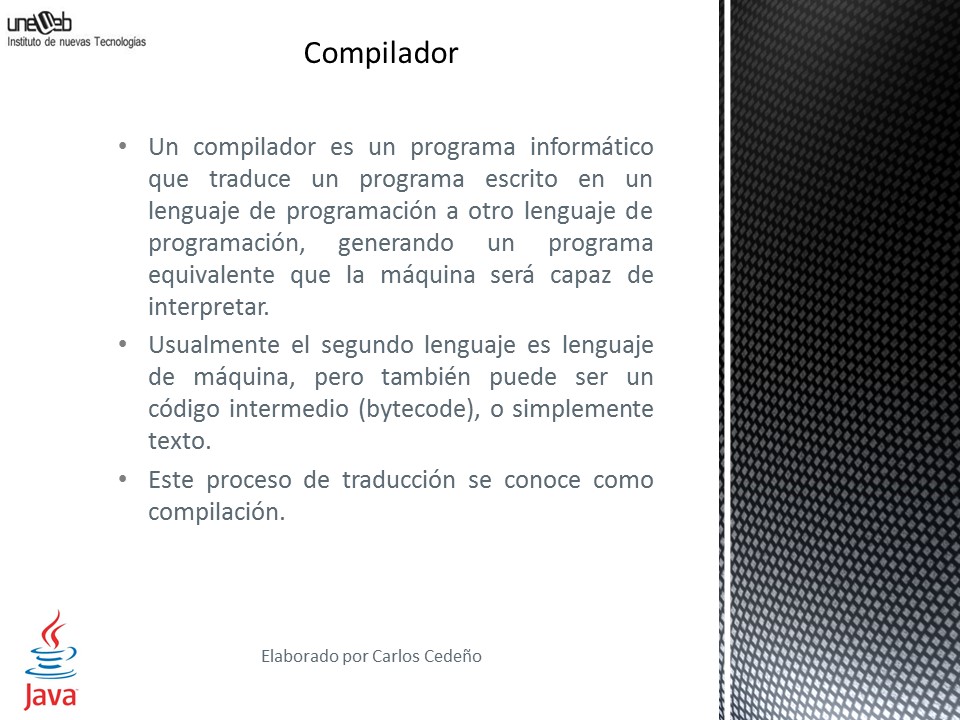 uneWeb
Instituto de nuevas Tecnologías
Compilador
• Un compilador es un programa informático
que traduce un programa escrito en un
lenguaje de programación a otro lenguaje de
programación, generando un programa
equivalente que la máquina será capaz de
interpretar.
• Usualmente el segundo lenguaje es lenguaje
de máquina, pero también puede ser un
código intermedio (bytecode), o simplemente
texto.
• Este proceso de traducción se conoce como
compilación.
Elaborado por Carlos Cedeño
Java